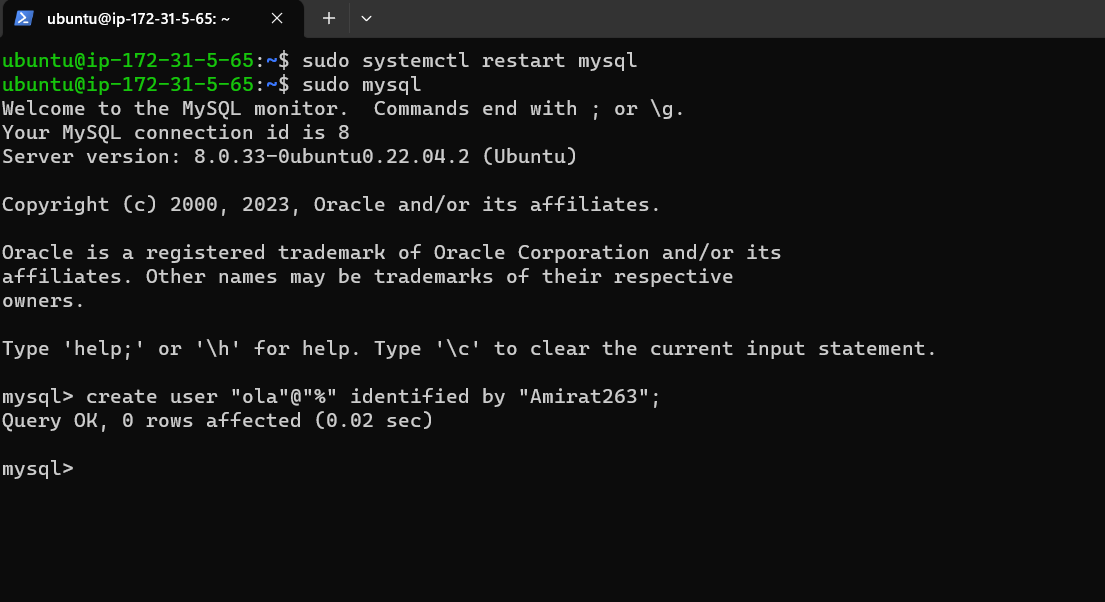 ubuntu@ip-172-31-5-65: ~
ubuntu@ip-172-31-5-65:~$ sudo systemctl restart mysql
ubuntu@ip-172-31-5-65:~$ sudo mysql
Welcome to the MySQL monitor.  Commands end with ; or \g.
Your MySQL connection id is 8
Server version: 8.0.33-0ubuntu0.22.04.2 (Ubuntu)
Copyright (c) 2000, 2023, Oracle and/or its affiliates.
Oracle is a registered trademark of Oracle Corporation and/or its
affiliates. Other names may be trademarks of their respective
owners.
Type 'help;' or '\h' for help. Type '\c' to clear the current input statement.
mysql> create user "ola"@"%" identified by "Amirat263";
Query OK, 0 rows affected (0.02 sec)
mysql>